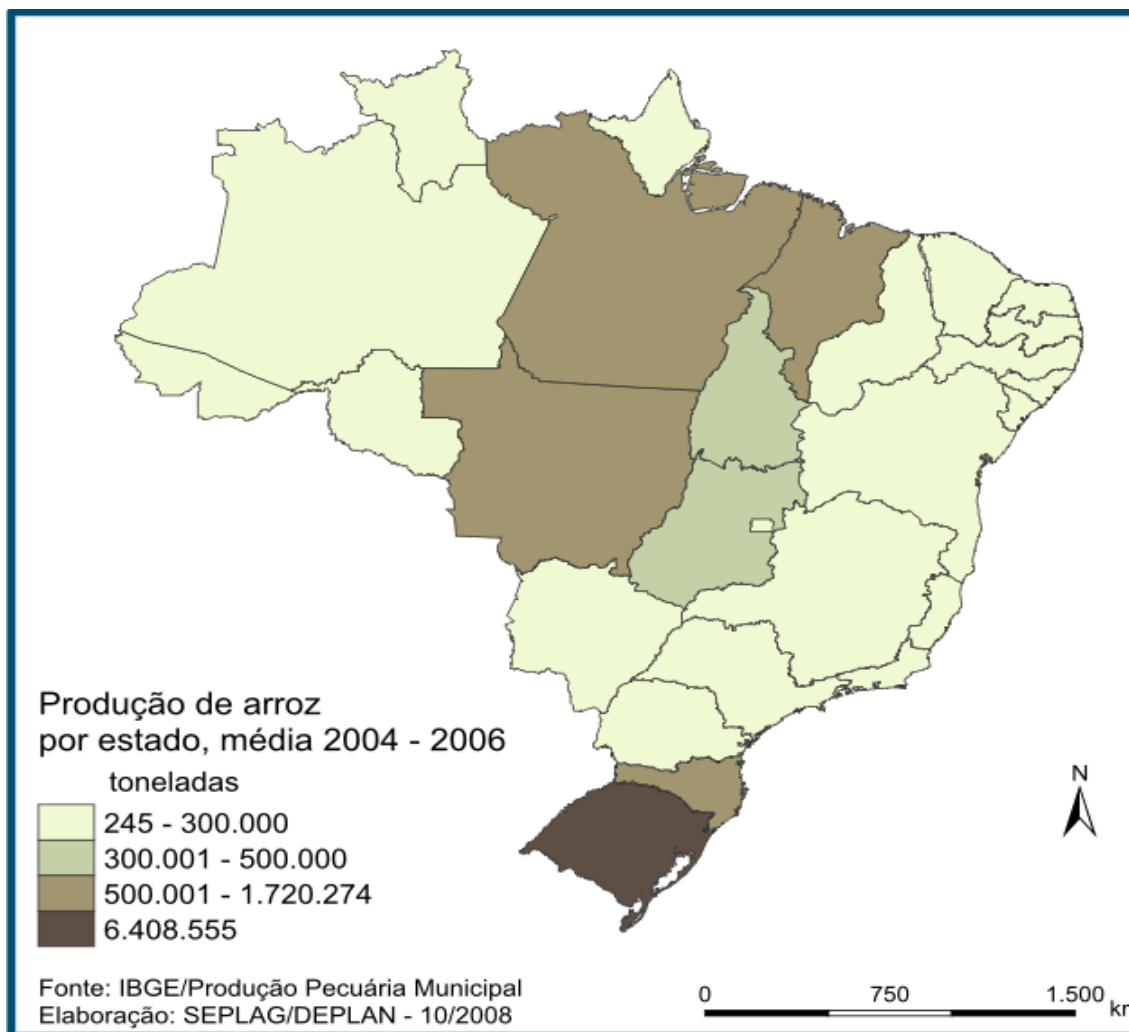 Produção de arroz
por estado, média 2004 - 2006
toneladas
245 - 300.000
300.001 - 500.000
500.001 - 1.720.274
6.408.555
Fonte: IBGE/Produção Pecuária Municipal
Elaboração: SEPLAG/DEPLAN - 10/2008
N
0 750 1.500
km